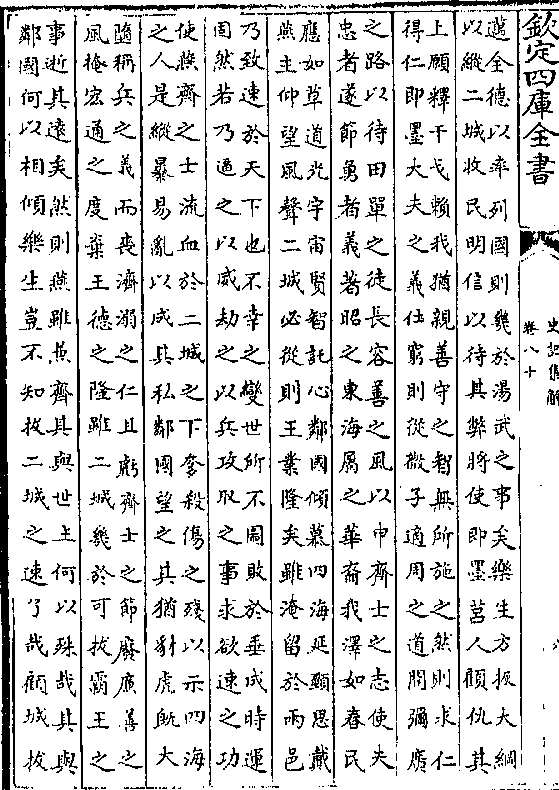 欽定四庫全書
史記集解
卷八十
邁全德以率列國則幾於湯武之事矣樂生方恢大綱
以縱二城收民明信以待其弊將使即墨莒人顧仇其
上願釋干戈賴我猶親善守之智無所施之然則求仁
得仁即墨大夫之義仕窮則從微子適周之道開彌廣
之路以待田單之徒長容善之風以申齊士之志使夫
忠者遂節勇者義著昭之東海屬之華裔我澤如春民
應如草道光宇宙賢智託心鄰國傾慕四海延頸思戴
燕主仰望風聲二城必從則王業隆矣雖淹留於兩邑
乃致速於天下也不幸之變世所不圖敗於垂成時運
固然若乃逼之以威劫之以兵攻取之事求欲速之功
使燕齊之士流血於二城之下奓殺傷之殘以示四海
之人是縱暴易亂以成其私鄰國望之其猶犲虎既大
墮稱兵之義而喪濟溺之仁且虧齊士之節廢廣善之
風掩宏通之度棄王德之隆雖二城幾於可拔霸王之
事逝其遠矣然則燕雖兼齊其與世主何以殊哉其與
鄰國何以相傾樂生豈不知拔二城之速了哉顧城拔